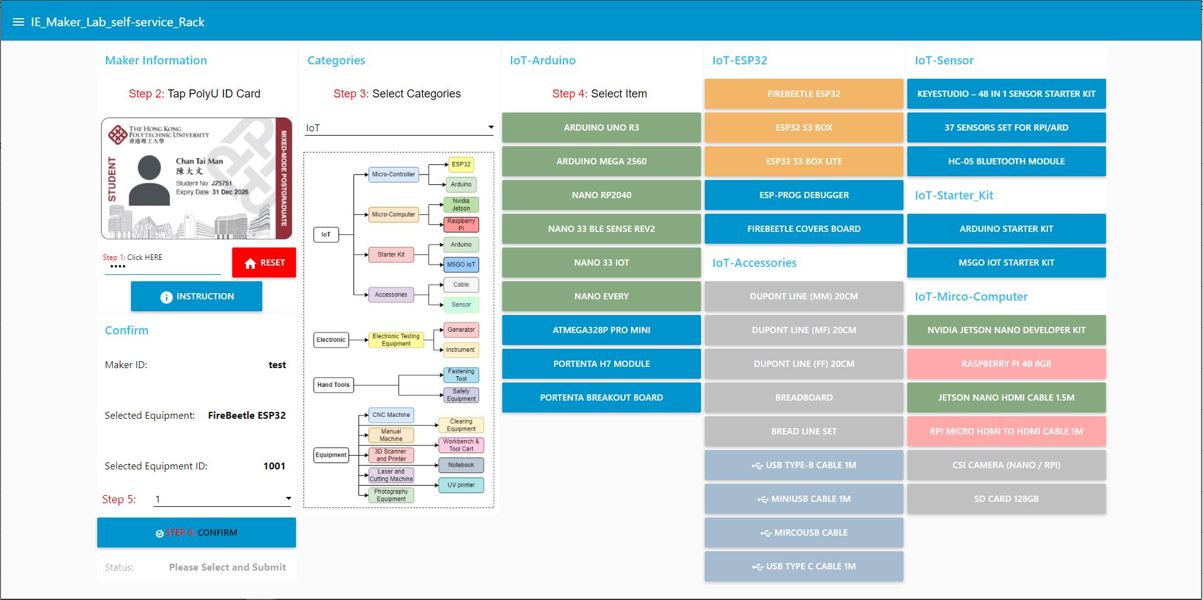 IE_Maker_Lab_self-service_Rack
Maker Information
Step 2: Tap PolyU ID Card
THE HONG KONG
POLYTECHNIC UNIVERSITY
香港理工大學
STUDENT
Chan Tai Man
陳大文
Student No: J25751
Expiry Date: 31 Dec 2026
MIXED-MODE POSTGRADUATE
Step 1: Click HERE
••••
RESET
INSTRUCTION
Confirm
Maker ID: test
Selected Equipment: FireBeetle ESP32
Selected Equipment ID: 1001
Step 5: 1
STEP 6: CONFIRM
Status: Please Select and Submit
Categories
Step 3: Select Categories
IoT
IoT
Micro-Controller
ESP32
Arduino
Micro-Computer
Nvidia
Jetson
Raspberry
Pi
Starter Kit
Arduino
M5GO IoT
Accessories
Cable
Sensor
Electronic
Electronic Testing
Equipment
Generator
Instrument
Hand Tools
Fastening
Tool
Safety
Equipment
Equipment
CNC Machine
Manual
Machine
3D Scanner
and Printer
Laser and
Cutting Machine
Photography
Equipment
Clearing
Equipment
Workbench &
Tool Cart
Notebook
UV printer
IoT-Arduino
Step 4: Select Item
ARDUINO UNO R3
ARDUINO MEGA 2560
NANO RP2040
NANO 33 BLE SENSE REV2
NANO 33 IOT
NANO EVERY
ATMEGA328P PRO MINI
PORTENTA H7 MODULE
PORTENTA BREAKOUT BOARD
IoT-ESP32
FIREBEETLE ESP32
ESP32 S3 BOX
ESP32 S3 BOX LITE
ESP-PROG DEBUGGER
FIREBEETLE COVERS BOARD
IoT-Accessories
DUPONT LINE (MM) 20CM
DUPONT LINE (MF) 20CM
DUPONT LINE (FF) 20CM
BREADBOARD
BREAD LINE SET
USB TYPE-B CABLE 1M
MINIUSB CABLE 1M
MIRCOUSB CABLE
USB TYPE C CABLE 1M
IoT-Sensor
KEYESTUDIO – 48 IN 1 SENSOR STARTER KIT
37 SENSORS SET FOR RPI/ARD
HC-05 BLUETOOTH MODULE
IoT-Starter_Kit
ARDUINO STARTER KIT
M5GO IOT STARTER KIT
IoT-Mirco-Computer
NVIDIA JETSON NANO DEVELOPER KIT
RASPBERRY PI 4B 8GB
JETSON NANO HDMI CABLE 1.5M
RPI MICRO HDMI TO HDMI CABLE 1M
CSI CAMERA (NANO / RPI)
SD CARD 128GB